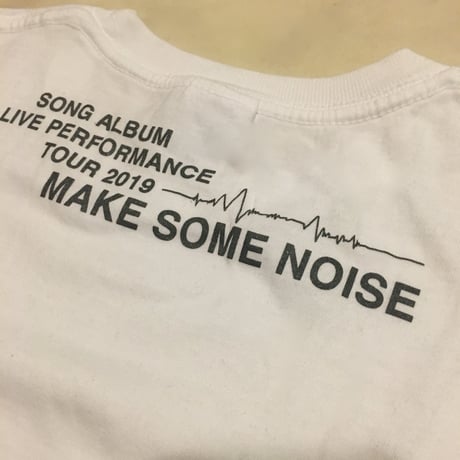 SONG ALBUM
LIVE PERFORMANCE
TOUR 2019
MAKE SOME NOISE